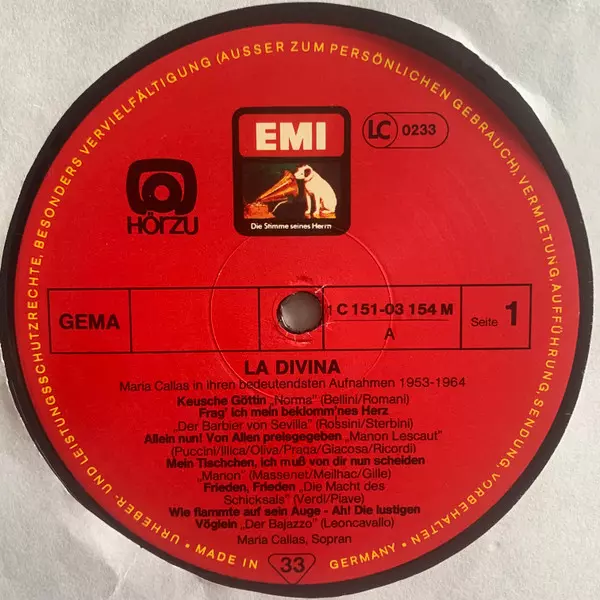 URHEBER- UND LEISTUNGSSCHUTZRECHTE, BESONDERS VERVIELFÄLTIGUNG (AUSSER ZUM PERSÖNLICHEN GEBRAUCH), VERMIETUNG, AUFFÜHRUNG, SENDUNG, VORBEHALTEN • MADE IN GERMANY •
EMI
LC 0233
HÖRZU
Die Stimme seines Herrn
GEMA
1 C 151-03 154 M
A
Seite 1
LA DIVINA
Maria Callas in ihren bedeutendsten Aufnahmen 1953-1964
Keusche Göttin „Norma" (Bellini/Romani)
Frag' ich mein beklomm'nes Herz
„Der Barbier von Sevilla" (Rossini/Sterbini)
Allein nun! Von Allen preisgegeben „Manon Lescaut"
(Puccini/Illica/Oliva/Praga/Giacosa/Ricordi)
Mein Tischchen, ich muß von dir nun scheiden
„Manon" (Massenet/Meilhac/Gille)
Frieden, Frieden „Die Macht des
Schicksals" (Verdi/Piave)
Wie flammte auf sein Auge - Ah! Die lustigen
Vöglein „Der Bajazzo" (Leoncavallo)
Maria Callas, Sopran
33